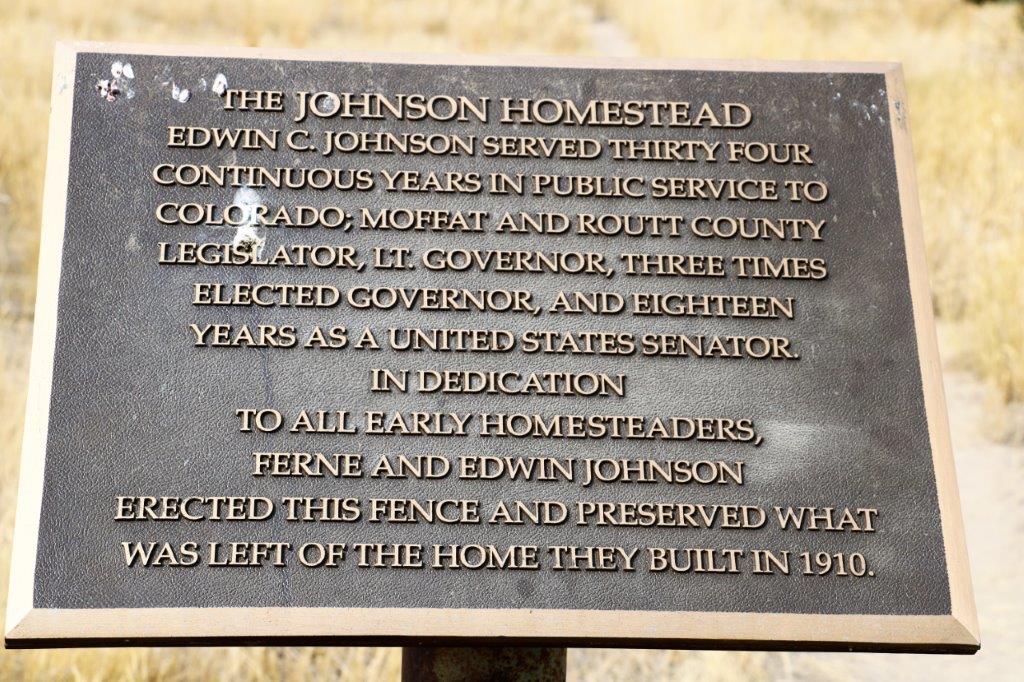 THE JOHNSON HOMESTEAD
EDWIN C. JOHNSON SERVED THIRTY FOUR
CONTINUOUS YEARS IN PUBLIC SERVICE TO
COLORADO; MOFFAT AND ROUTT COUNTY
LEGISLATOR, LT. GOVERNOR, THREE TIMES
ELECTED GOVERNOR, AND EIGHTEEN
YEARS AS A UNITED STATES SENATOR.
IN DEDICATION
TO ALL EARLY HOMESTEADERS,
FERNE AND EDWIN JOHNSON
ERECTED THIS FENCE AND PRESERVED WHAT
WAS LEFT OF THE HOME THEY BUILT IN 1910.